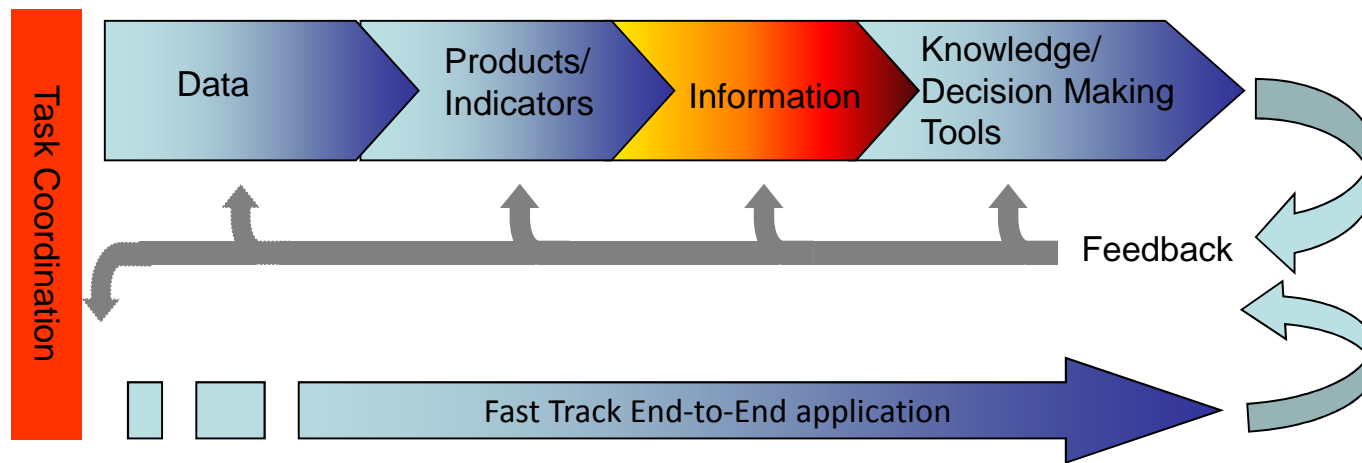 Task Coordination
Data
Products/
Indicators
Information
Knowledge/
Decision Making
Tools
Feedback
Fast Track End-to-End application